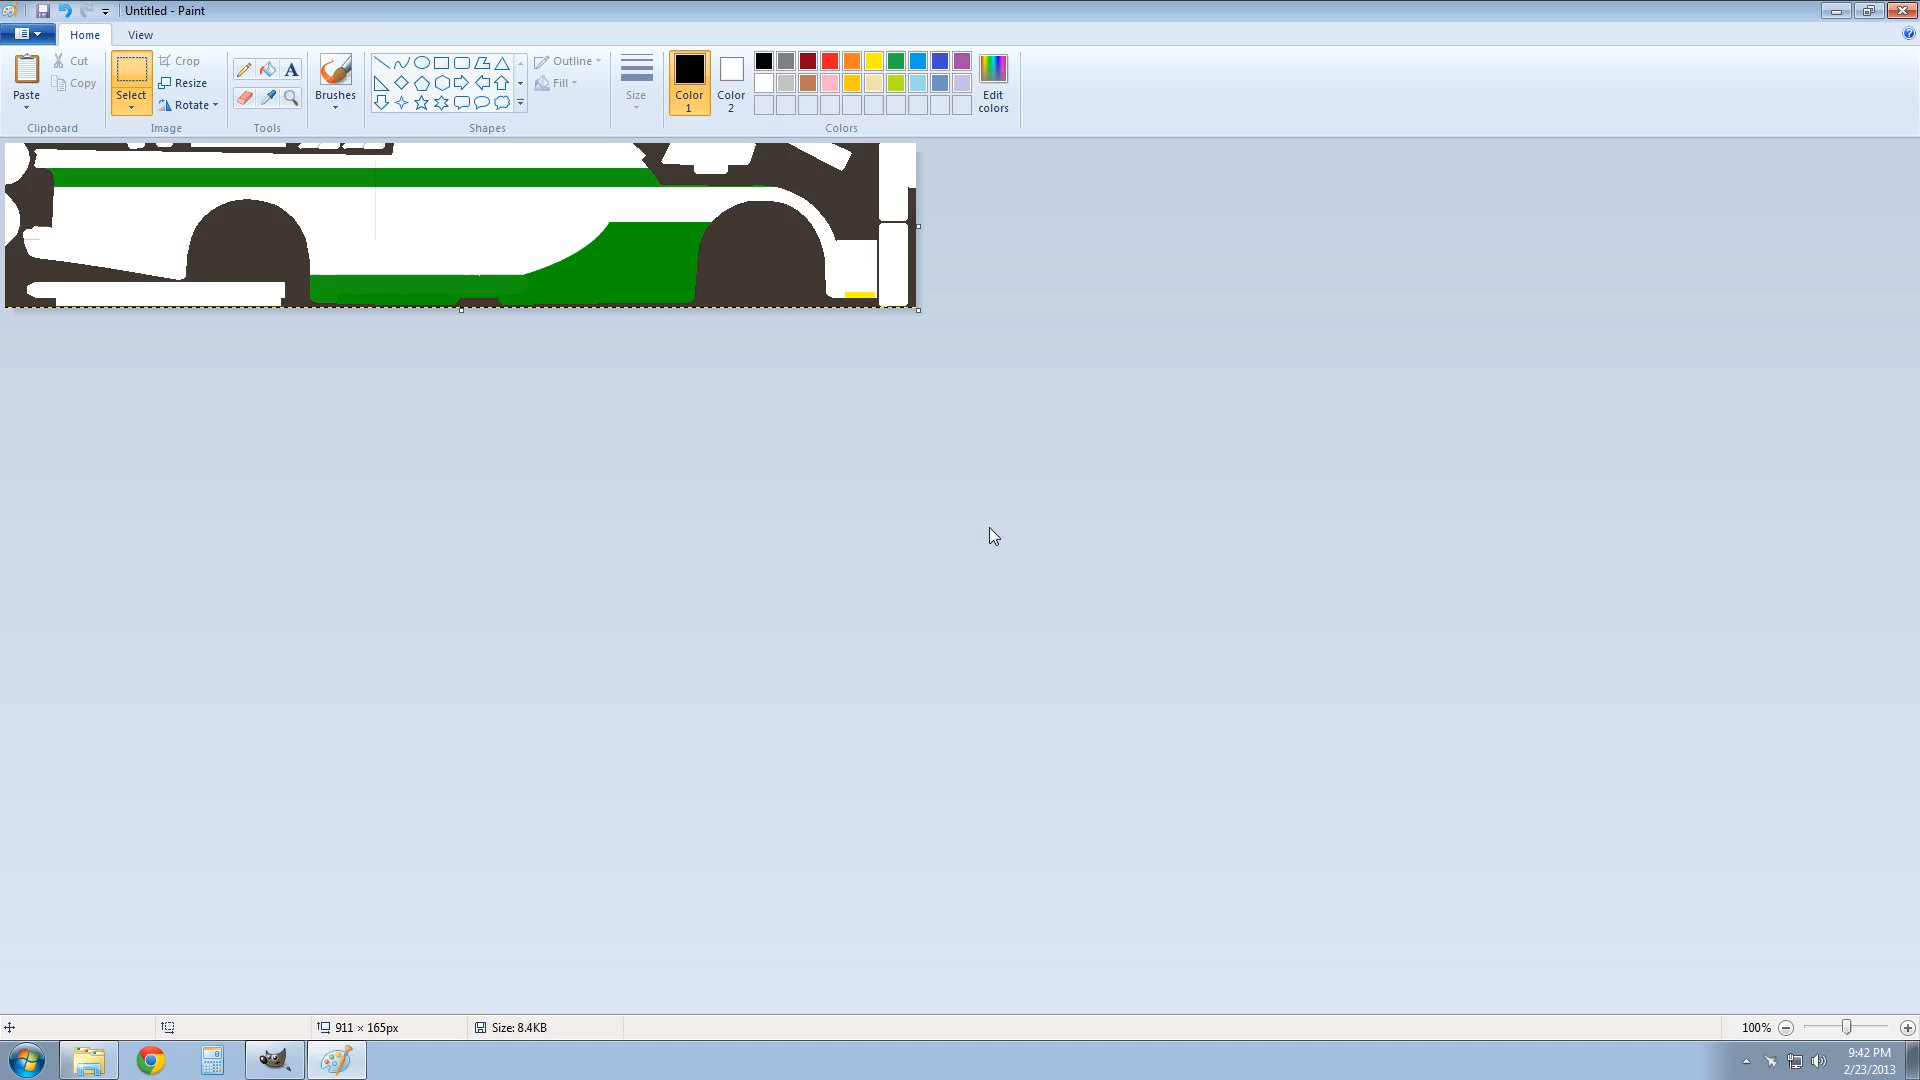 Untitled - Paint
Home View
Paste
Cut
Copy
Clipboard
Select
Crop
Resize
Rotate
Image
A
Tools
Brushes
Shapes
Outline
Fill
Size
Color 1
Color 2
Colors
Edit colors
911 × 165px
Size: 8.4KB
100%
9:42 PM
2/23/2013